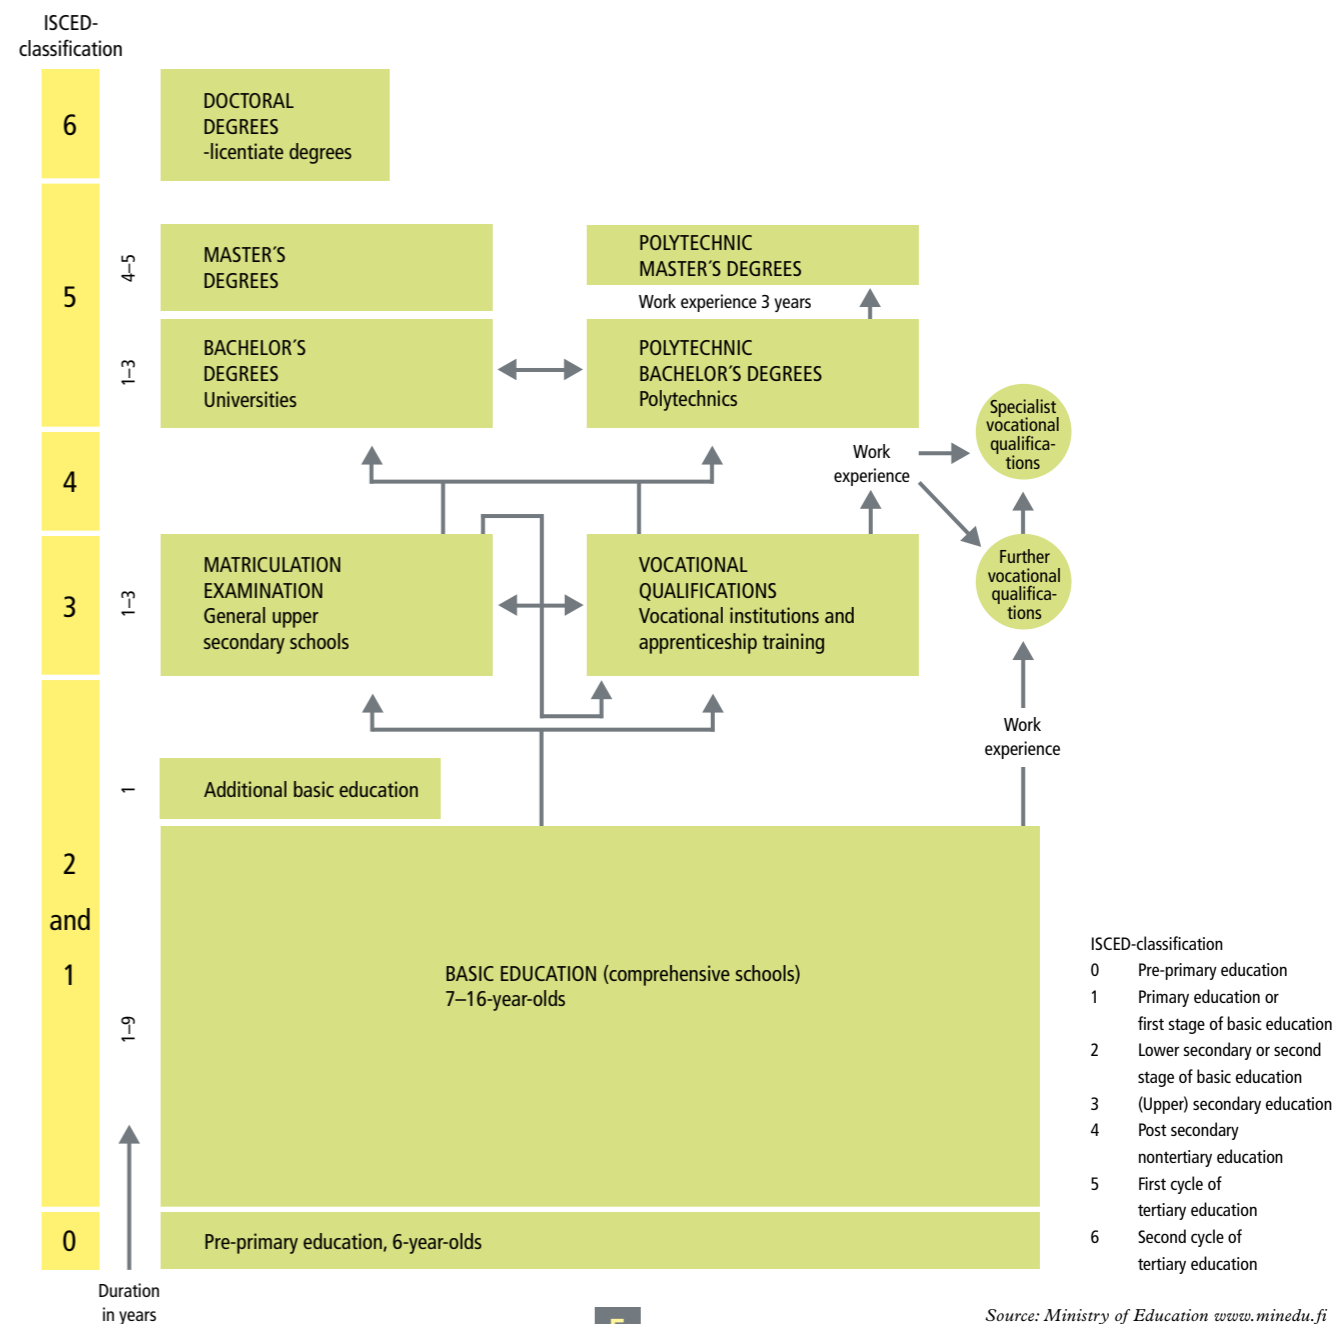 ISCED-
classification
6
DOCTORAL
DEGREES
-licentiate degrees
5
4–5
MASTER´S
DEGREES
POLYTECHNIC
MASTER´S DEGREES
Work experience 3 years
1–3
BACHELOR´S
DEGREES
Universities
POLYTECHNIC
BACHELOR´S DEGREES
Polytechnics
Specialist
vocational
qualifica-
tions
4
Work
experience
3
1–3
MATRICULATION
EXAMINATION
General upper
secondary schools
VOCATIONAL
QUALIFICATIONS
Vocational institutions and
apprenticeship training
Further
vocational
qualifica-
tions
Work
experience
1
Additional basic education
2
and
1
1–9
BASIC EDUCATION (comprehensive schools)
7–16-year-olds
0
Pre-primary education, 6-year-olds
Duration
in years
ISCED-classification
0 Pre-primary education
1 Primary education or
first stage of basic education
2 Lower secondary or second
stage of basic education
3 (Upper) secondary education
4 Post secondary
nontertiary education
5 First cycle of
tertiary education
6 Second cycle of
tertiary education
Source: Ministry of Education www.minedu.fi